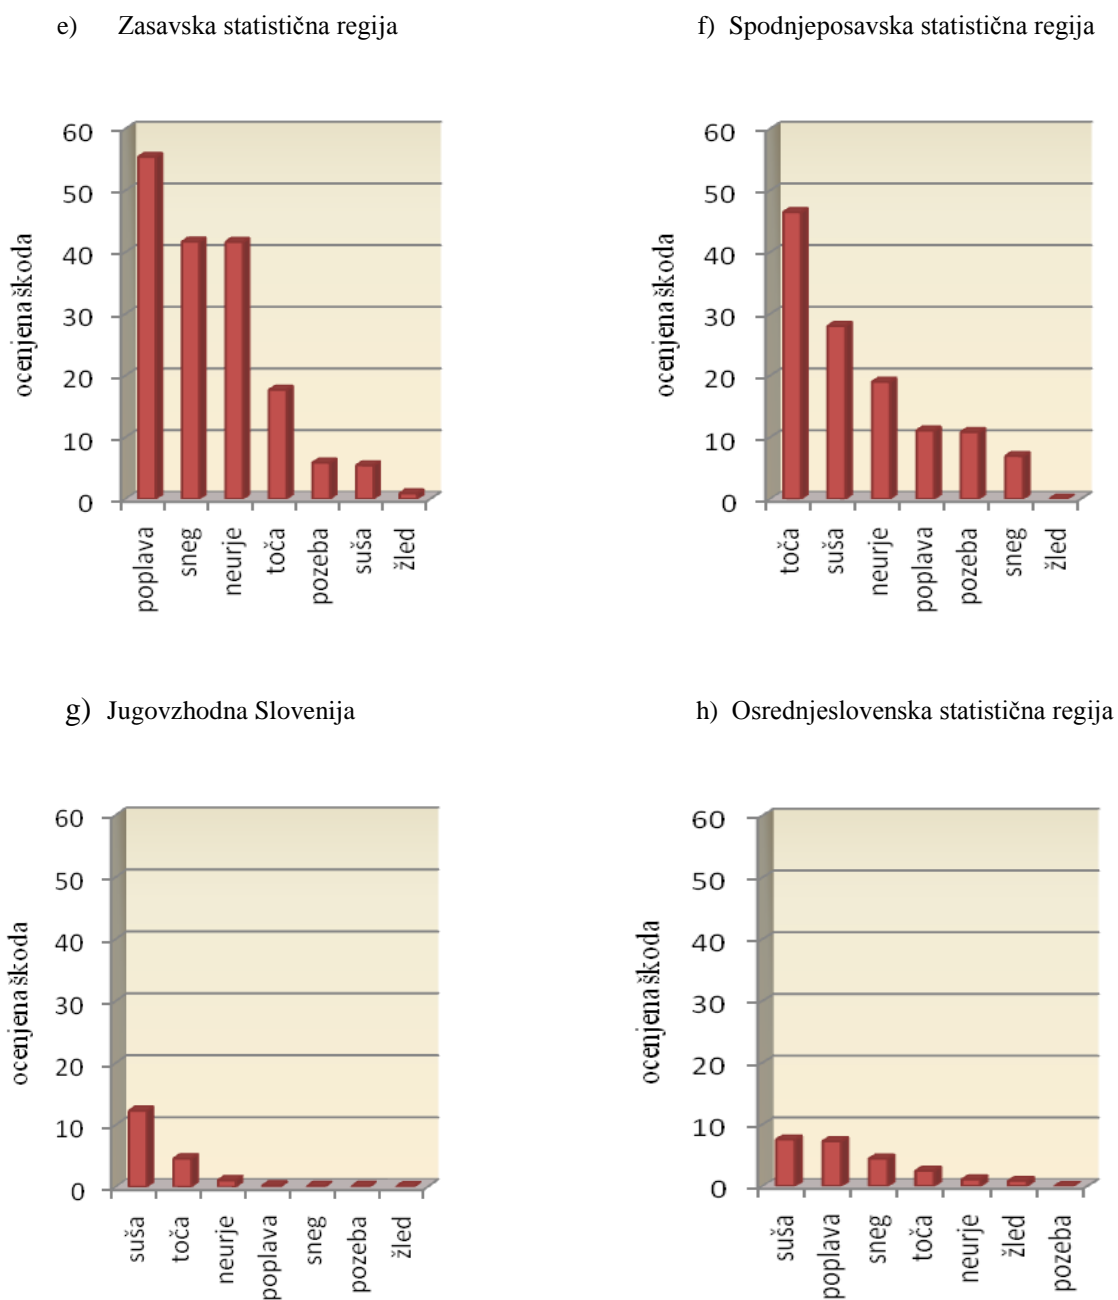 e) Zasavska statistična regija
f) Spodnjeposavska statistična regija
ocenjena škoda
60
50
40
30
20
10
0
poplava
sneg
neurje
toča
pozeba
suša
žled
ocenjena škoda
60
50
40
30
20
10
0
toča
suša
neurje
poplava
pozeba
sneg
žled
g) Jugovzhodna Slovenija
h) Osrednjeslovenska statistična regija
ocenjena škoda
60
50
40
30
20
10
0
suša
toča
neurje
poplava
sneg
pozeba
žled
ocenjena škoda
60
50
40
30
20
10
0
suša
poplava
sneg
toča
neurje
žled
pozeba